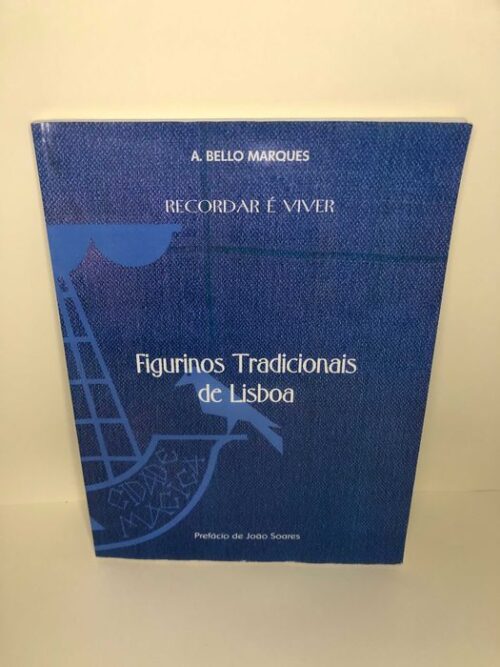 A. BELLO MARQUES
RECORDAR É VIVER
Figurinos Tradicionais
de Lisboa
Prefácio de João Soares